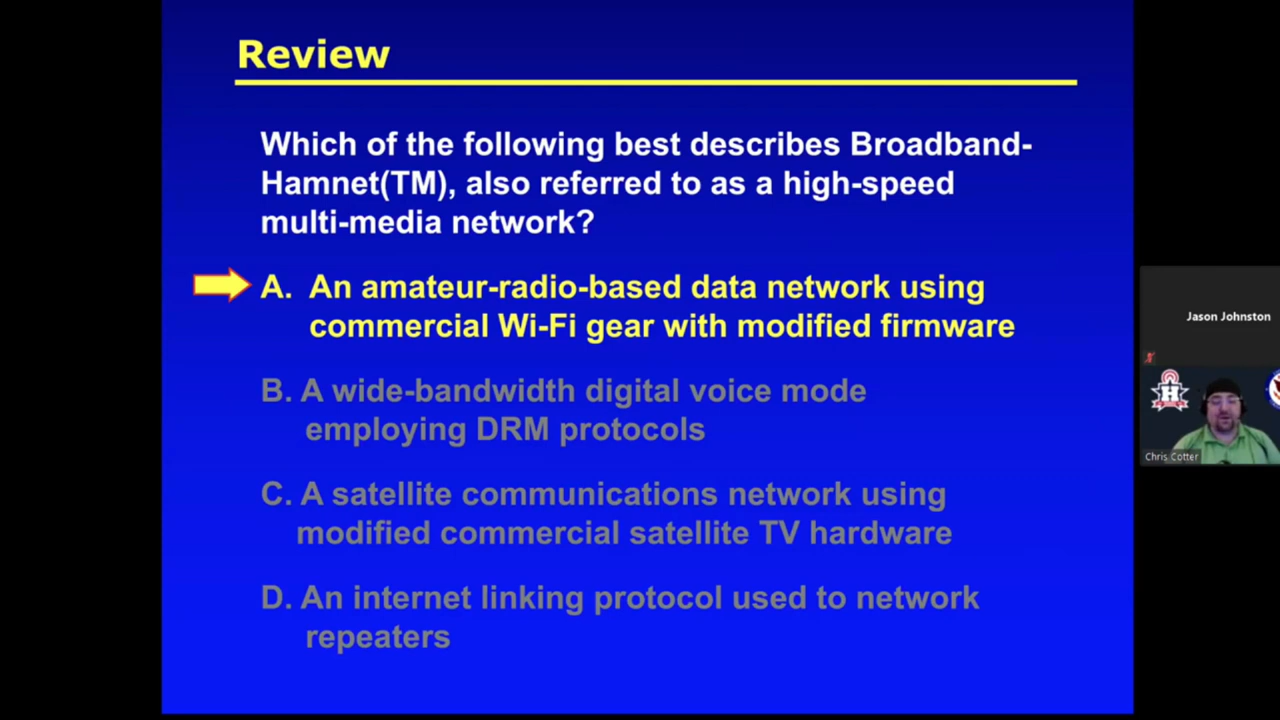 Review
Which of the following best describes Broadband-
Hamnet(TM), also referred to as a high-speed
multi-media network?
A. An amateur-radio-based data network using
commercial Wi-Fi gear with modified firmware
B. A wide-bandwidth digital voice mode
employing DRM protocols
C. A satellite communications network using
modified commercial satellite TV hardware
D. An internet linking protocol used to network
repeaters
Jason Johnston
H
Chris Cotter